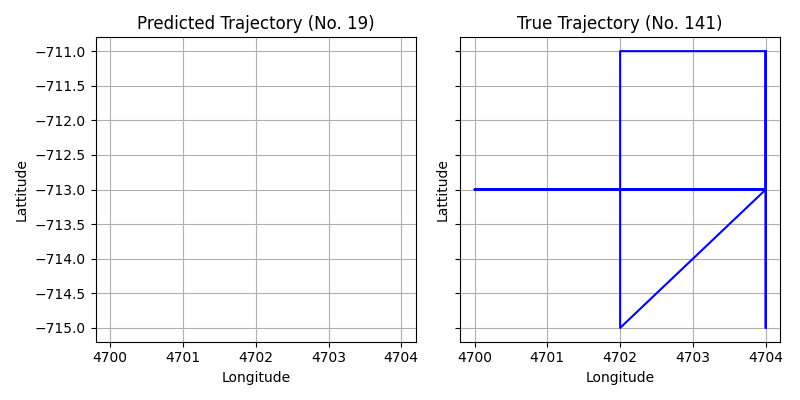 Predicted Trajectory (No. 19)
True Trajectory (No. 141)
−711.0
−711.5
−712.0
−712.5
−713.0
−713.5
−714.0
−714.5
−715.0
Lattitude
Lattitude
4700 4701 4702 4703 4704
4700 4701 4702 4703 4704
Longitude
Longitude